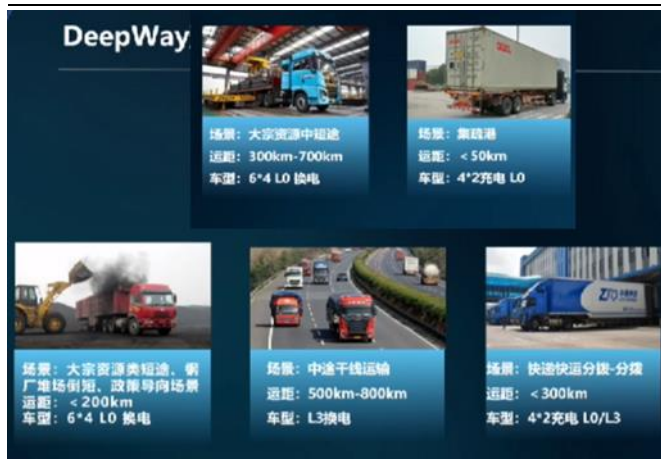 DeepWay
场景：大宗资源中短途
运距：300km-700km
车型：6*4 L0 换电
场景：集疏港
运距：＜50km
车型：4*2充电 L0
ZTO
场景：大宗资源类短途、钢
厂堆场倒短、政策导向场景
运距：＜200km
车型：6*4 L0 换电
场景：中途干线运输
运距：500km-800km
车型：L3换电
场景：快递快运分拨-分拨
运距：＜300km
车型：4*2充电 L0/L3